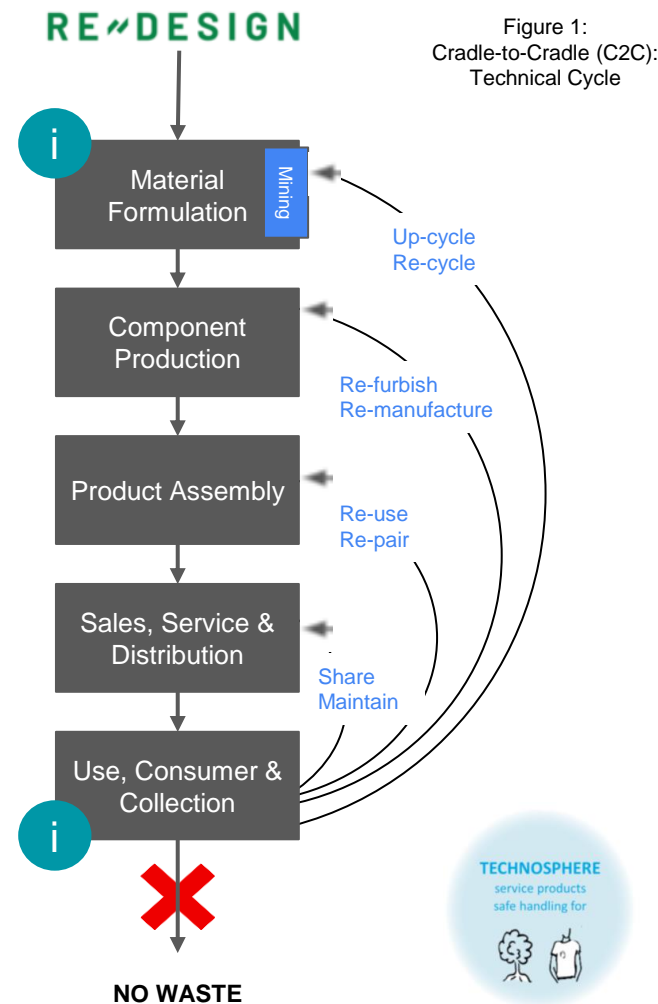 RE//DESIGN
Figure 1:
Cradle-to-Cradle (C2C):
Technical Cycle
i
Material
Formulation
Mining
Up-cycle
Re-cycle
Component
Production
Re-furbish
Re-manufacture
Product Assembly
Re-use
Re-pair
Sales, Service &
Distribution
Share
Maintain
Use, Consumer &
Collection
i
TECHNOSPHERE
service products
safe handling for
NO WASTE